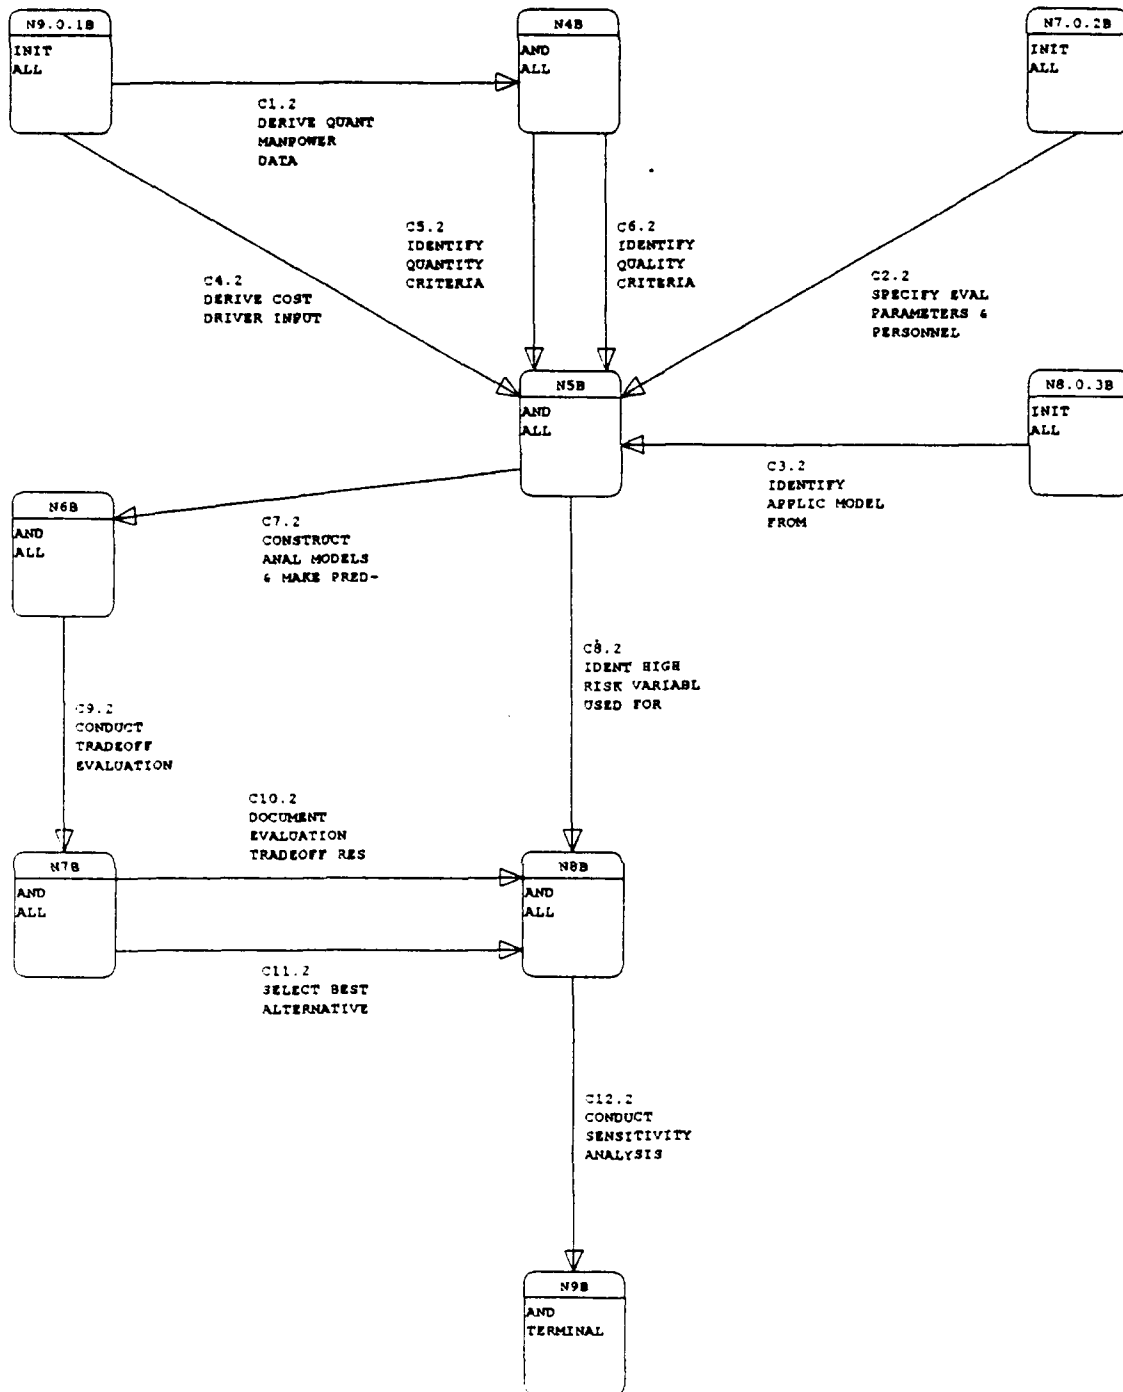 N9.0.1B
INIT
ALL
N4B
AND
ALL
N7.0.2B
INIT
ALL
C1.2
DERIVE QUANT
MANPOWER
DATA
C5.2
IDENTIFY
QUANTITY
CRITERIA
C6.2
IDENTIFY
QUALITY
CRITERIA
C4.2
DERIVE COST
DRIVER INPUT
C2.2
SPECIFY EVAL
PARAMETERS &
PERSONNEL
N5B
AND
ALL
N8.0.3B
INIT
ALL
C3.2
IDENTIFY
APPLIC MODEL
FROM
N6B
AND
ALL
C7.2
CONSTRUCT
ANAL MODELS
& MAKE PRED-
C8.2
IDENT HIGH
RISK VARIABL
USED FOR
C9.2
CONDUCT
TRADEOFF
EVALUATION
C10.2
DOCUMENT
EVALUATION
TRADEOFF RES
N7B
AND
ALL
N8B
AND
ALL
C11.2
SELECT BEST
ALTERNATIVE
C12.2
CONDUCT
SENSITIVITY
ANALYSIS
N9B
AND
TERMINAL